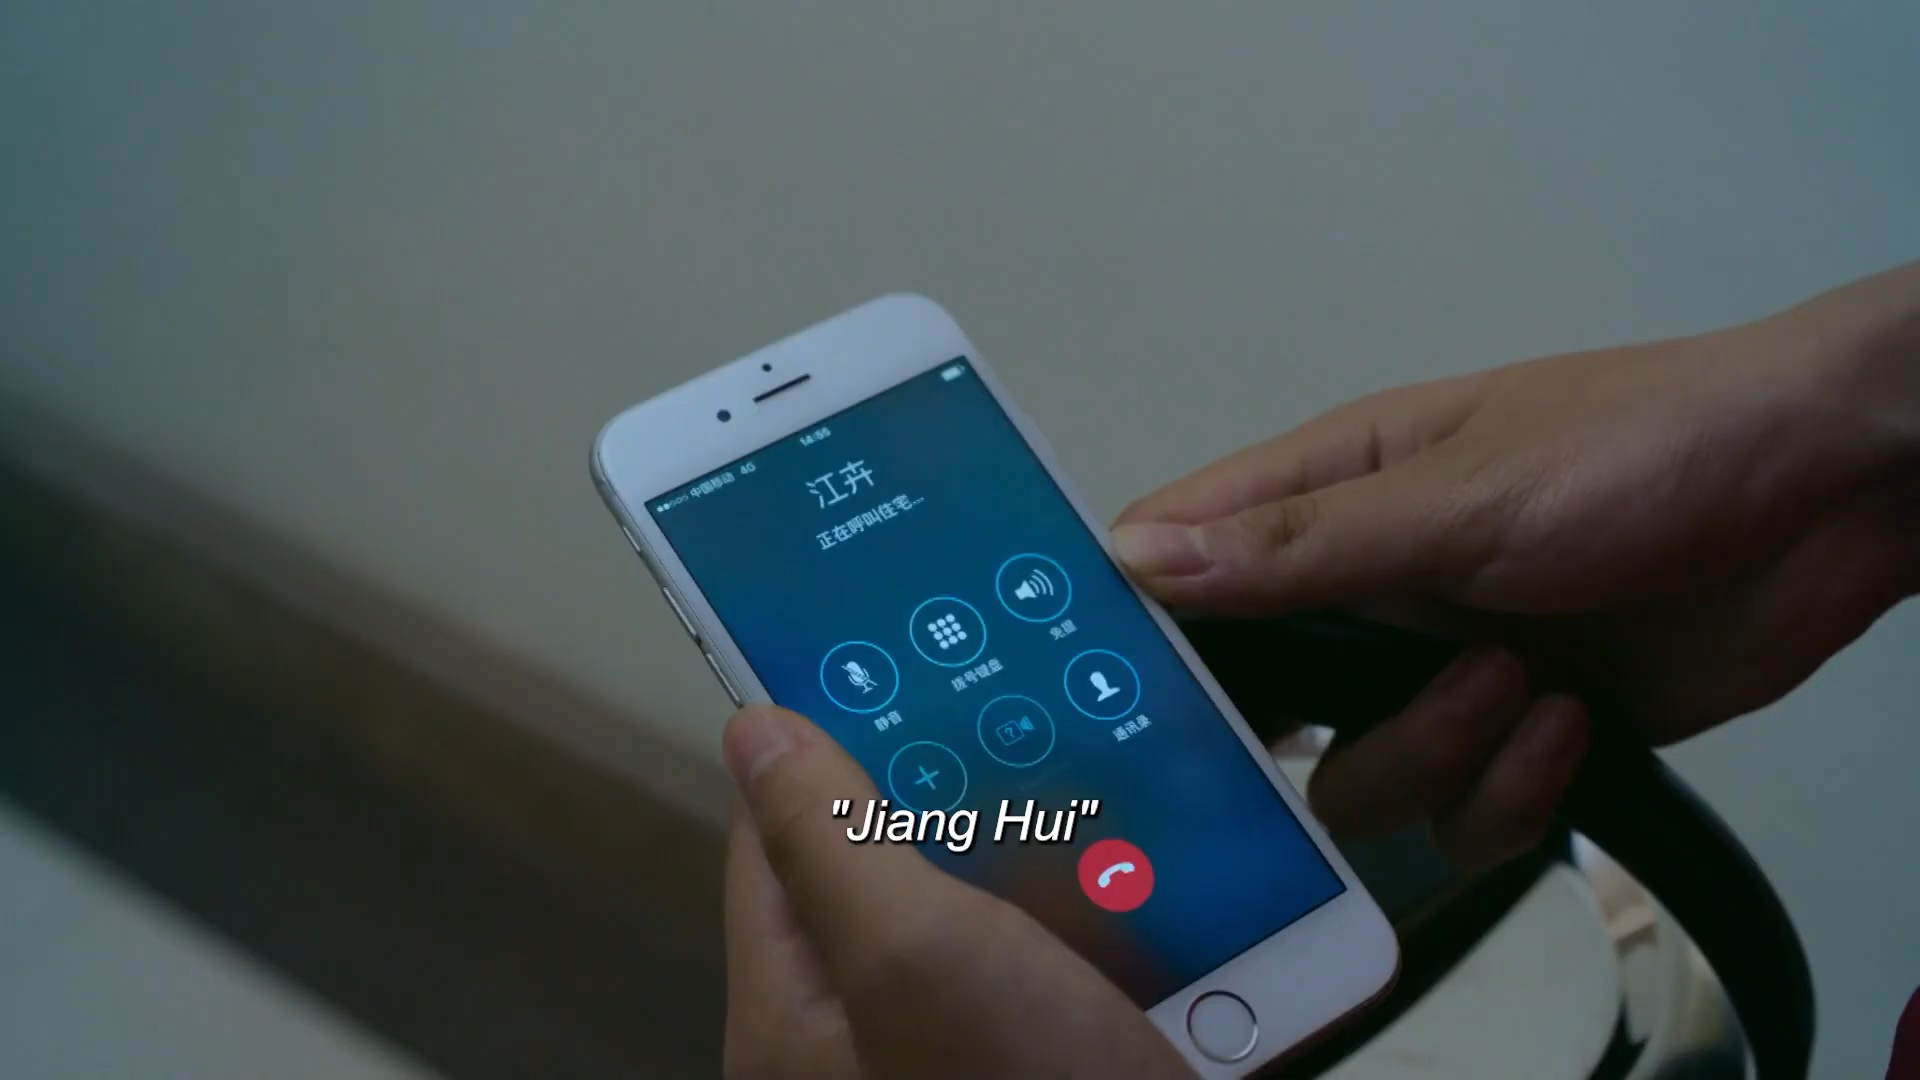 中国移动 4G 14:55
江卉
正在呼叫住宅...
静音 拨号键盘 免提
通讯录
"Jiang Hui"